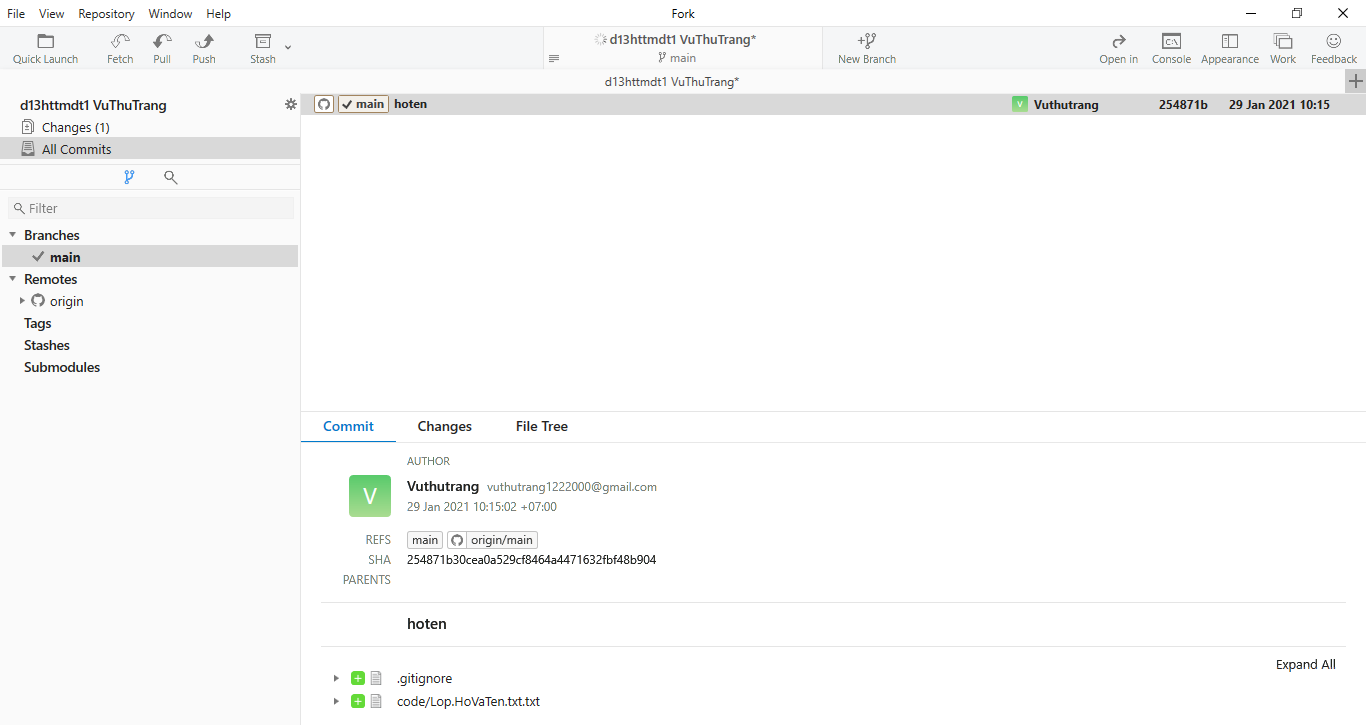 File View Repository Window Help Fork
Quick Launch Fetch Pull Push Stash d13httmdt1 VuThuTrang* main New Branch Open in Console Appearance Work Feedback
d13httmdt1 VuThuTrang*
d13httmdt1 VuThuTrang
Changes (1)
All Commits
Filter
Branches
main
Remotes
origin
Tags
Stashes
Submodules
main hoten V Vuthutrang 254871b 29 Jan 2021 10:15
Commit Changes File Tree
AUTHOR
V
Vuthutrang vuthutrang1222000@gmail.com
29 Jan 2021 10:15:02 +07:00
REFS main origin/main
SHA 254871b30cea0a529cf8464a4471632fbf48b904
PARENTS
hoten
Expand All
.gitignore
code/Lop.HoVaTen.txt.txt